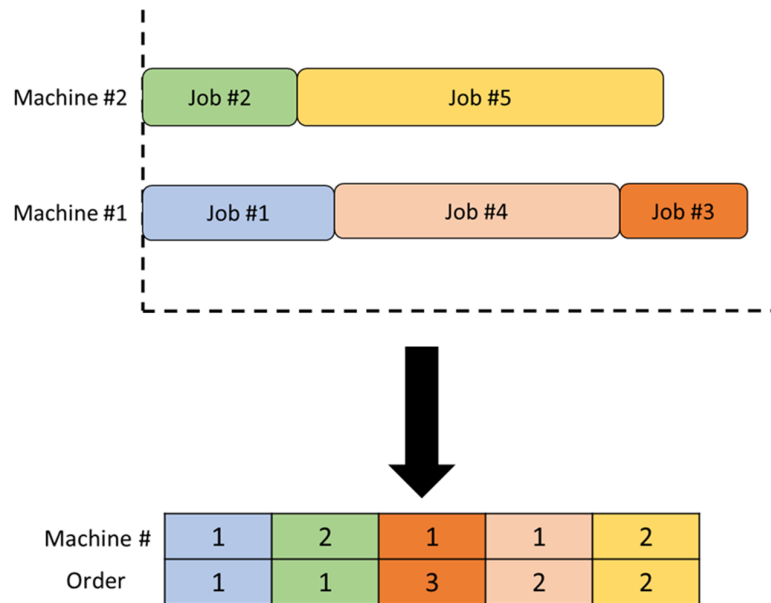 Machine #2 Job #2 Job #5
Machine #1 Job #1 Job #4 Job #3
Machine # 1 2 1 1 2
Order 1 1 3 2 2